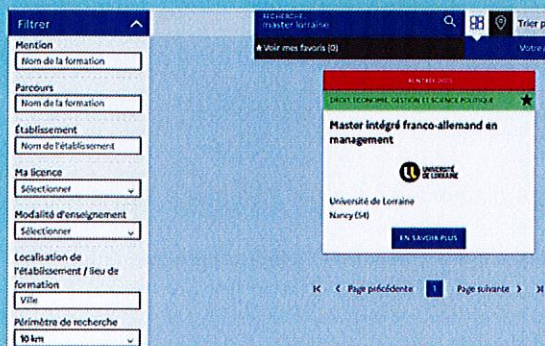 Filtrer
Mention
Nom de la formation
Parcours
Nom de la formation
Établissement
Nom de l'établissement
Ma licence
Sélectionner
Modalité d'enseignement
Sélectionner
Localisation de
l'établissement / lieu de
formation
Ville
Périmètre de recherche
10 km
RECHERCHE :
master lorraine
Trier p
★ Voir mes favoris (0)
Votre
DROIT, ECONOMIE, GESTION ET SCIENCE POLITIQUE
Master intégré franco-allemand en
management
UNIVERSITÉ
DE LORRAINE
Université de Lorraine
Nancy (54)
EN SAVOIR PLUS
Page précédente 1 Page suivante